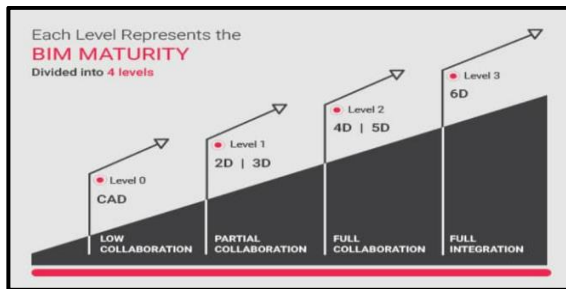 Each Level Represents the
BIM MATURITY
Divided into 4 levels
Level 0
CAD
LOW
COLLABORATION
Level 1
2D | 3D
PARTIAL
COLLABORATION
Level 2
4D | 5D
FULL
COLLABORATION
Level 3
6D
FULL
INTEGRATION